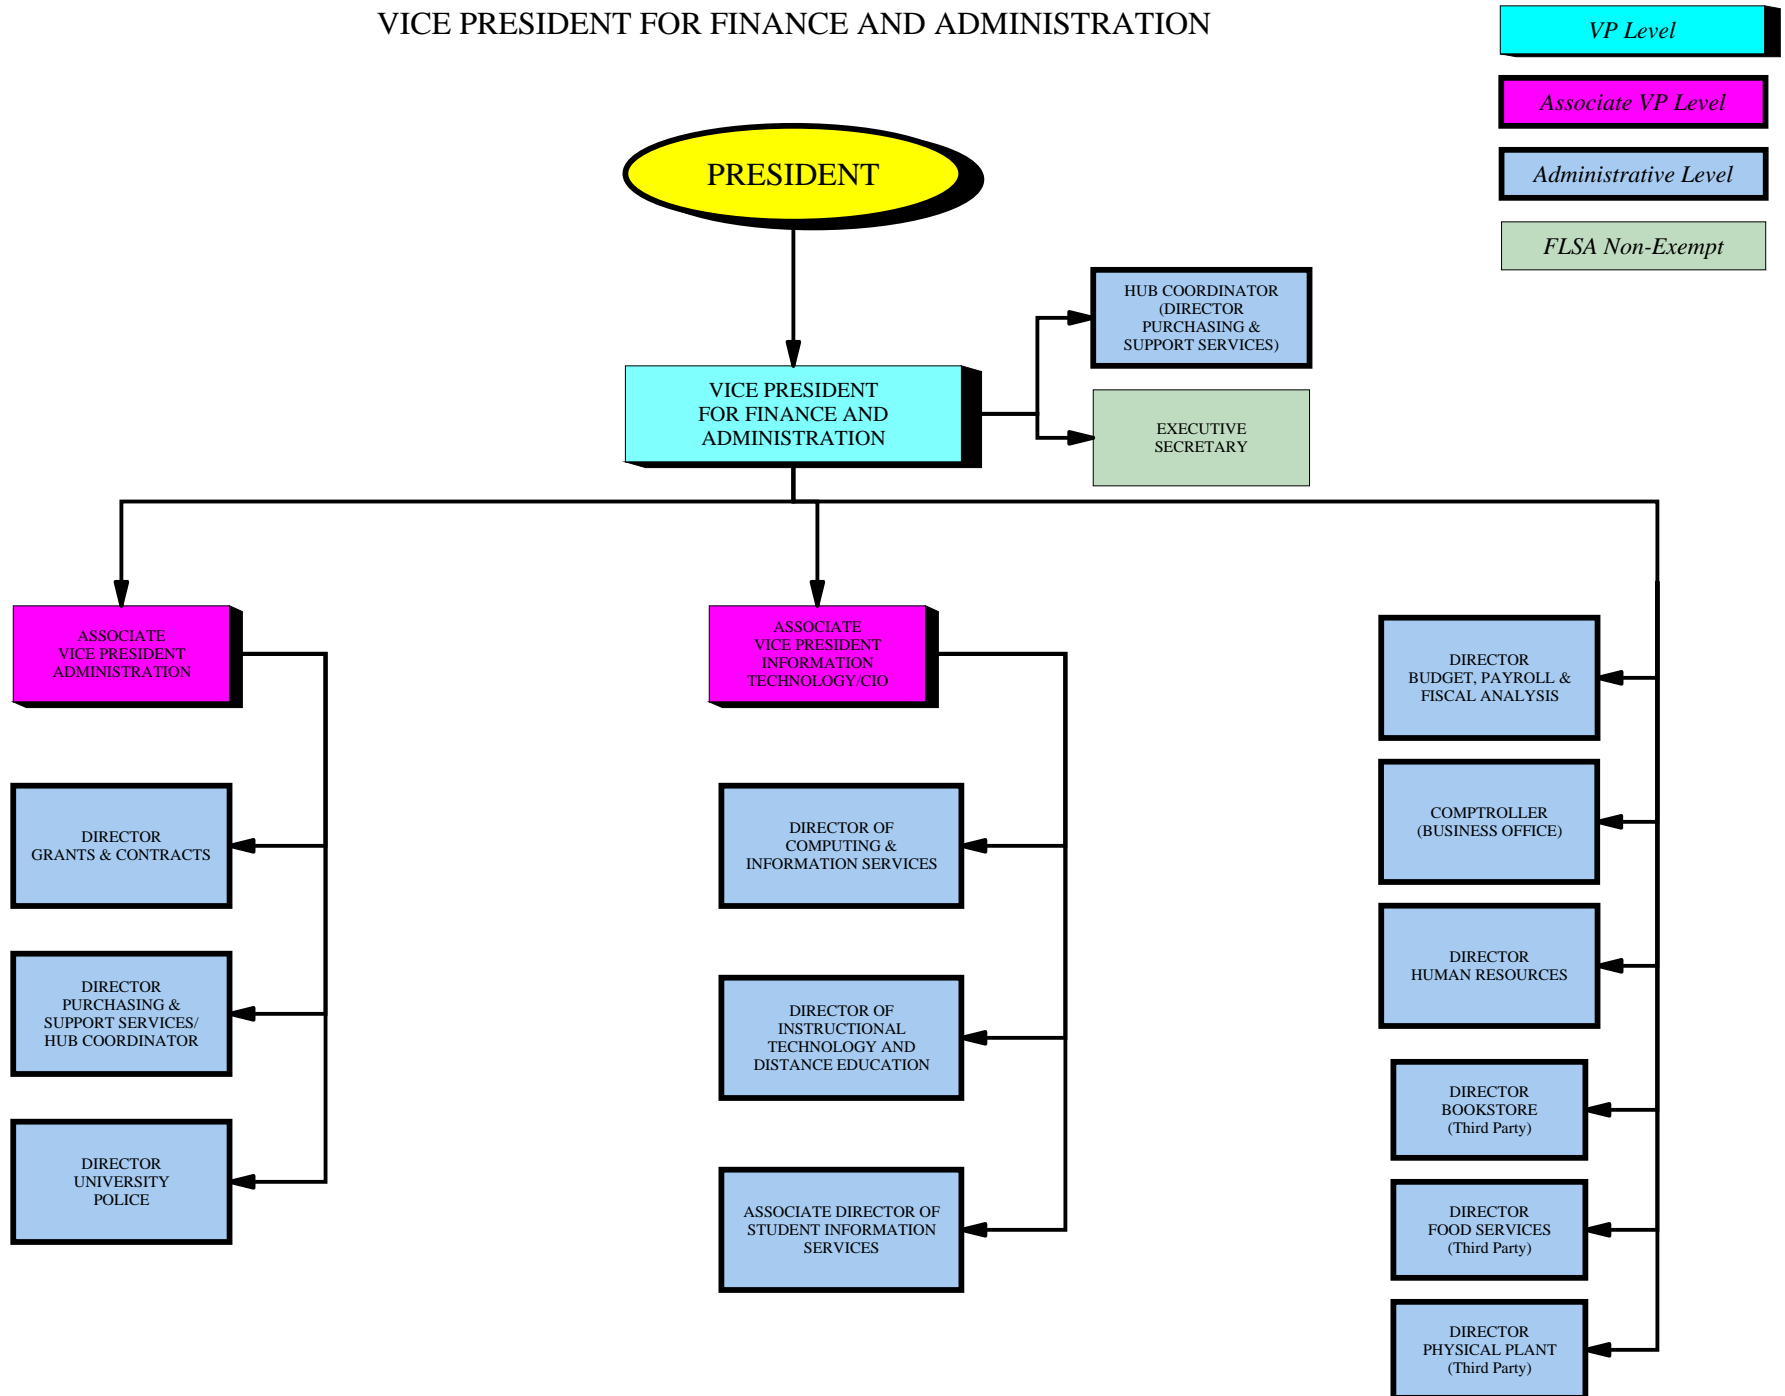 VICE PRESIDENT FOR FINANCE AND ADMINISTRATION
VP Level
Associate VP Level
Administrative Level
FLSA Non-Exempt
PRESIDENT
HUB COORDINATOR
(DIRECTOR
PURCHASING &
SUPPORT SERVICES)
VICE PRESIDENT
FOR FINANCE AND
ADMINISTRATION
EXECUTIVE
SECRETARY
ASSOCIATE
VICE PRESIDENT
ADMINISTRATION
DIRECTOR
GRANTS & CONTRACTS
DIRECTOR
PURCHASING &
SUPPORT SERVICES/
HUB COORDINATOR
DIRECTOR
UNIVERSITY
POLICE
ASSOCIATE
VICE PRESIDENT
INFORMATION
TECHNOLOGY/CIO
DIRECTOR OF
COMPUTING &
INFORMATION SERVICES
DIRECTOR OF
INSTRUCTIONAL
TECHNOLOGY AND
DISTANCE EDUCATION
ASSOCIATE DIRECTOR OF
STUDENT INFORMATION
SERVICES
DIRECTOR
BUDGET, PAYROLL &
FISCAL ANALYSIS
COMPTROLLER
(BUSINESS OFFICE)
DIRECTOR
HUMAN RESOURCES
DIRECTOR
BOOKSTORE
(Third Party)
DIRECTOR
FOOD SERVICES
(Third Party)
DIRECTOR
PHYSICAL PLANT
(Third Party)